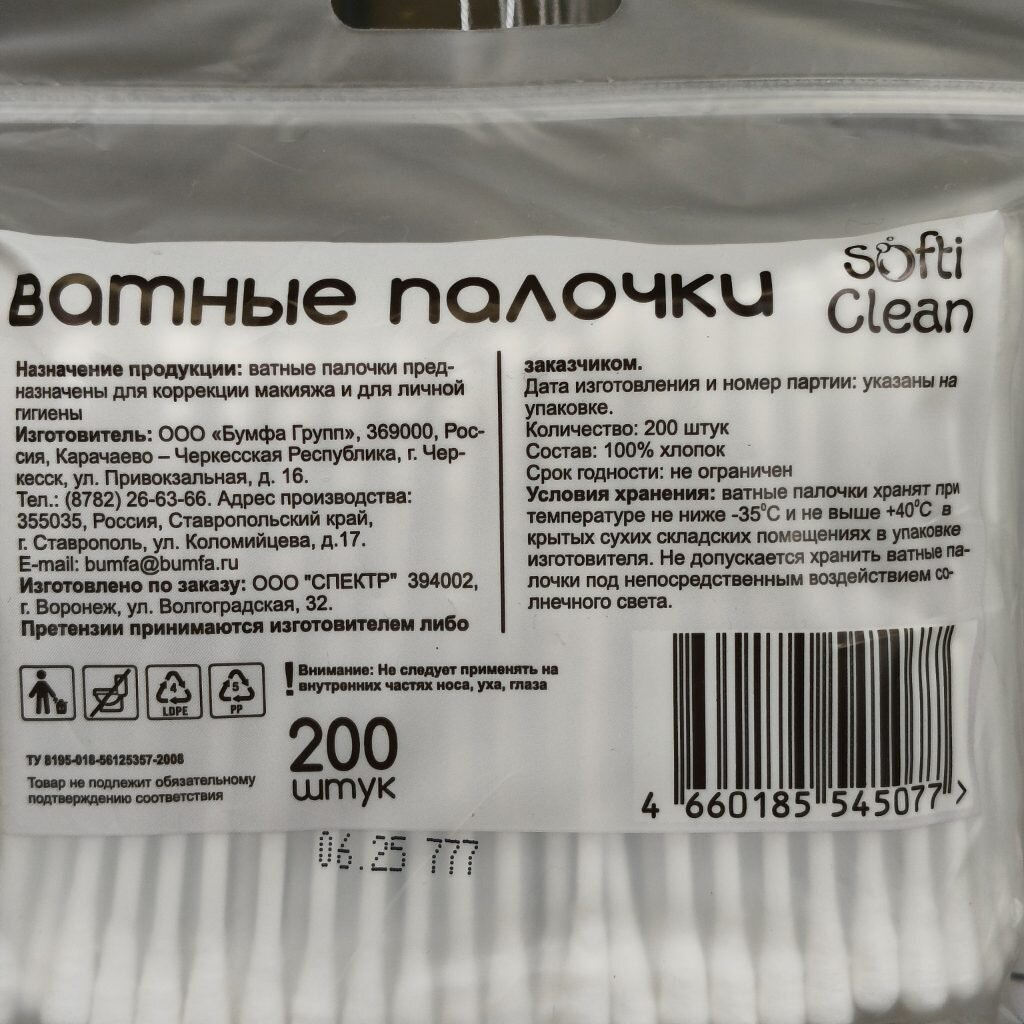 ватные палочки
softi
Clean
Назначение продукции: ватные палочки пред-
назначены для коррекции макияжа и для личной
гигиены
Изготовитель: ООО «Бумфа Групп», 369000, Рос-
сия, Карачаево – Черкесская Республика, г. Чер-
кесск, ул. Привокзальная, д. 16.
Тел.: (8782) 26-63-66. Адрес производства:
355035, Россия, Ставропольский край,
г. Ставрополь, ул. Коломийцева, д.17.
E-mail: bumfa@bumfa.ru
Изготовлено по заказу: ООО "СПЕКТР" 394002,
г. Воронеж, ул. Волгоградская, 32.
Претензии принимаются изготовителем либо
заказчиком.
Дата изготовления и номер партии: указаны на
упаковке.
Количество: 200 штук
Состав: 100% хлопок
Срок годности: не ограничен
Условия хранения: ватные палочки хранят при
температуре не ниже -35°С и не выше +40°С в
крытых сухих складских помещениях в упаковке
изготовителя. Не допускается хранить ватные па-
лочки под непосредственным воздействием со-
лнечного света.
4
LDPE
5
PP
! Внимание: Не следует применять на
внутренних частях носа, уха, глаза
ТУ 8195-018-56125357-2008
Товар не подлежит обязательному
подтверждению соответствия
200
штук
4 660185 545077 >
06.25 777